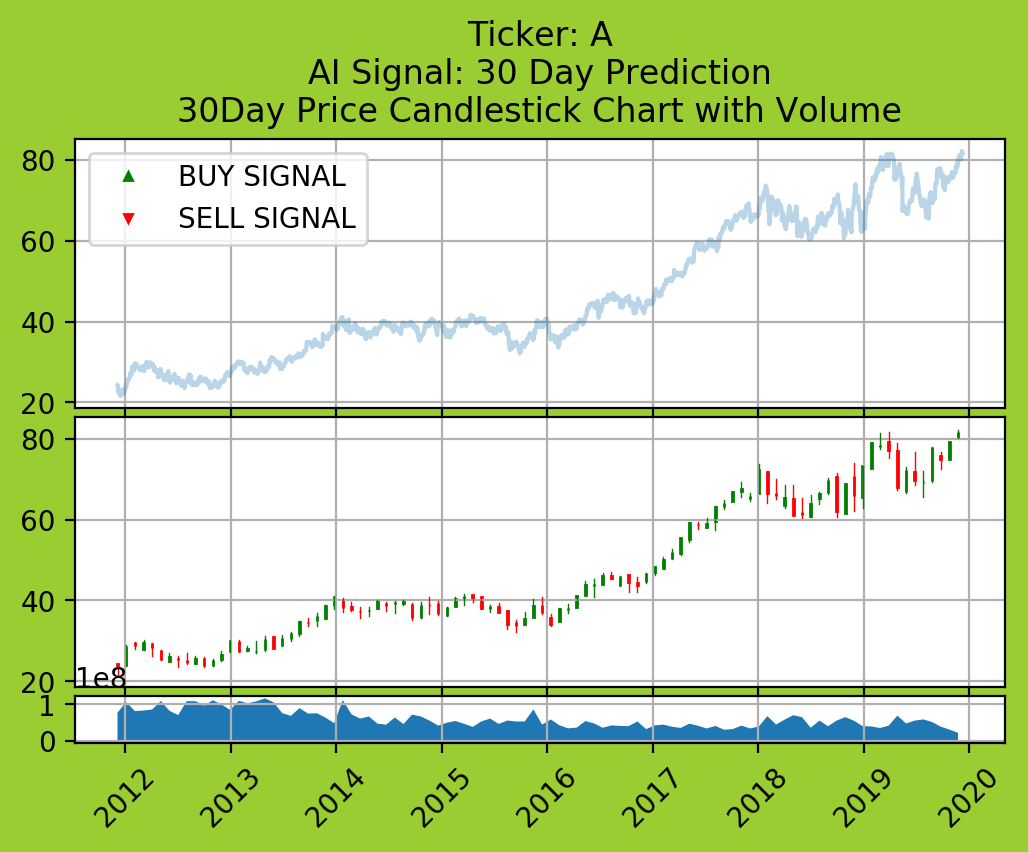 Ticker: A
AI Signal: 30 Day Prediction
30Day Price Candlestick Chart with Volume
80
60
40
20
BUY SIGNAL
SELL SIGNAL
80
60
40
20
1e8
1
0
2012 2013 2014 2015 2016 2017 2018 2019 2020